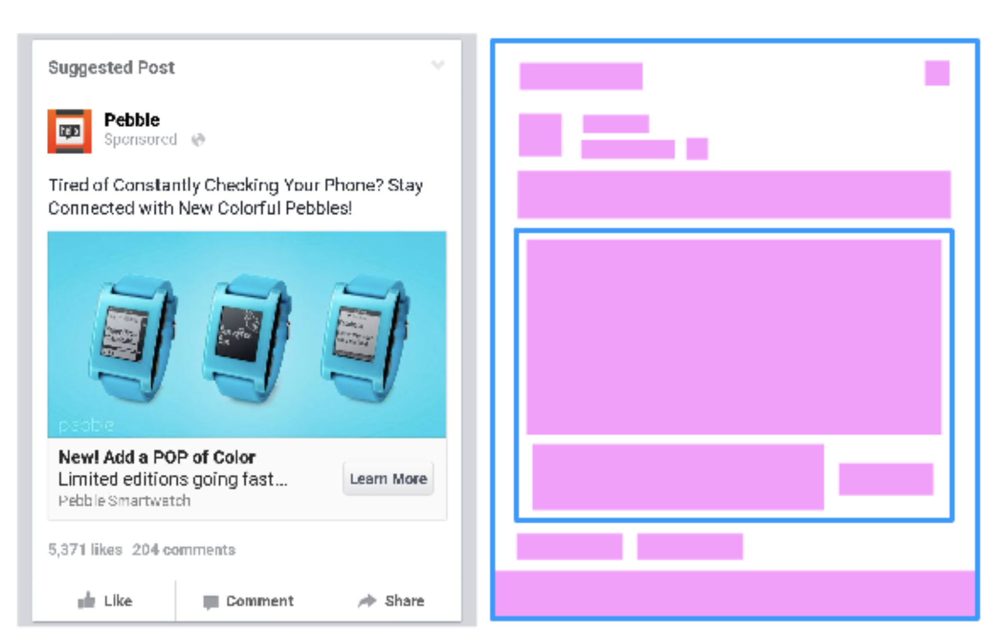 Suggested Post
Pebble
Sponsored
Tired of Constantly Checking Your Phone? Stay
Connected with New Colorful Pebbles!
pebble
New! Add a POP of Color
Limited editions going fast...
Pebble Smartwatch
Learn More
5,371 likes 204 comments
Like Comment Share